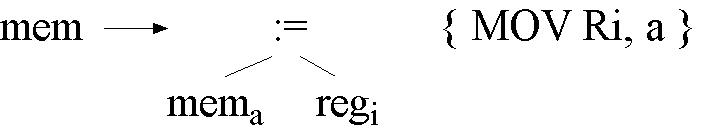 mem := { MOV Ri, a }
mema regi